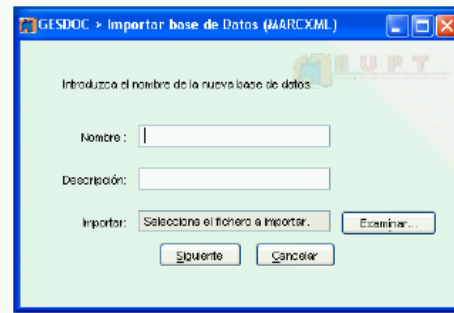 GESDOC > Importar base de Datos (MARCXML)
E U P T
Introduzca el nombre de la nueva base de datos
Nombre :
Descripción:
Importar: Seleccione el fichero a importar. Examinar...
Siguiente Cancelar